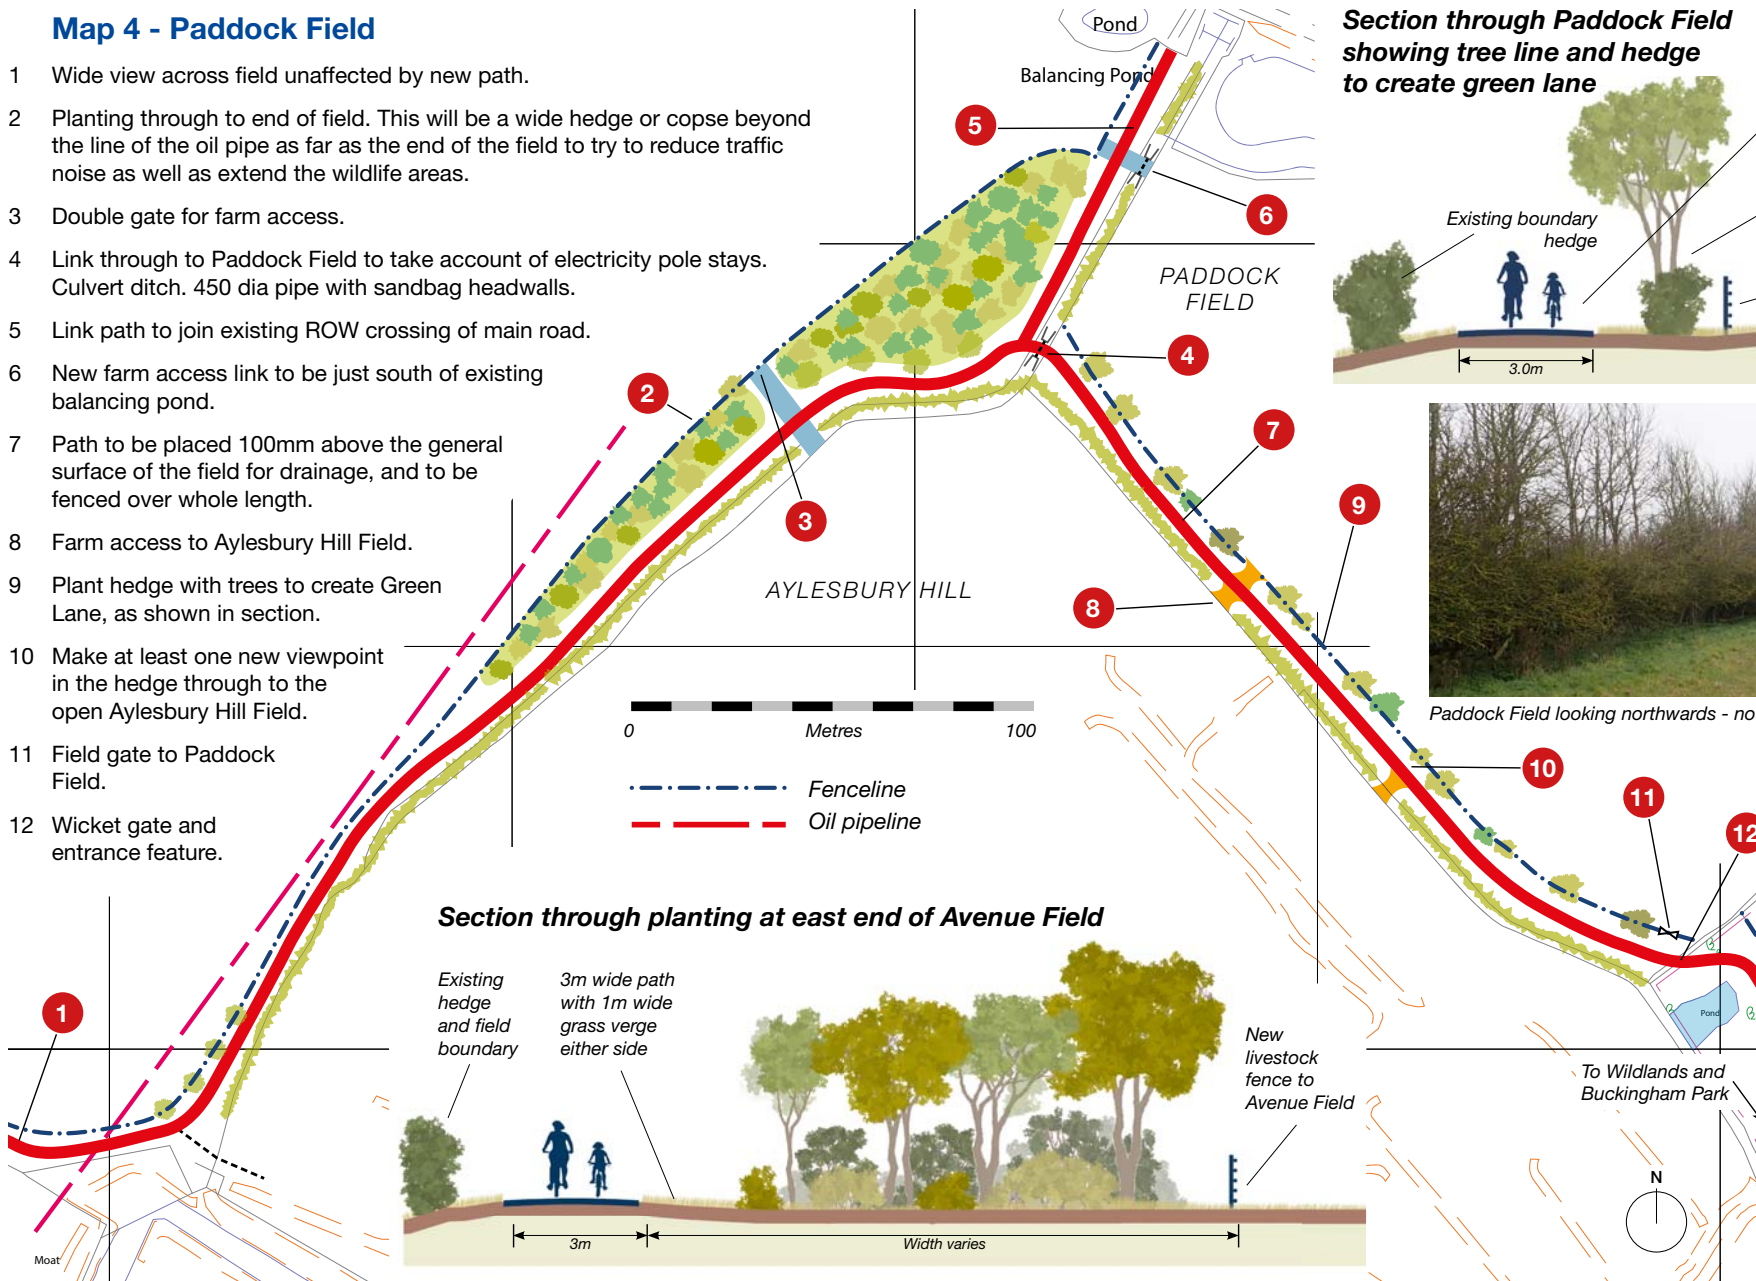 Map 4 - Paddock Field
1 Wide view across field unaffected by new path.
2 Planting through to end of field. This will be a wide hedge or copse beyond
the line of the oil pipe as far as the end of the field to try to reduce traffic
noise as well as extend the wildlife areas.
3 Double gate for farm access.
4 Link through to Paddock Field to take account of electricity pole stays.
Culvert ditch. 450 dia pipe with sandbag headwalls.
5 Link path to join existing ROW crossing of main road.
6 New farm access link to be just south of existing
balancing pond.
7 Path to be placed 100mm above the general
surface of the field for drainage, and to be
fenced over whole length.
8 Farm access to Aylesbury Hill Field.
9 Plant hedge with trees to create Green
Lane, as shown in section.
10 Make at least one new viewpoint
in the hedge through to the
open Aylesbury Hill Field.
11 Field gate to Paddock
Field.
12 Wicket gate and
entrance feature.
Pond
Balancing Pond
5
6
PADDOCK
FIELD
4
2
3
7
9
8
AYLESBURY HILL
10
11
12
1
0
Metres
100
Fenceline
Oil pipeline
Section through Paddock Field
showing tree line and hedge
to create green lane
Existing boundary
hedge
3.0m
Paddock Field looking northwards - no
Section through planting at east end of Avenue Field
Existing
hedge
and field
boundary
3m wide path
with 1m wide
grass verge
either side
New
livestock
fence to
Avenue Field
3m
Width varies
Pond
To Wildlands and
Buckingham Park
N
Moat